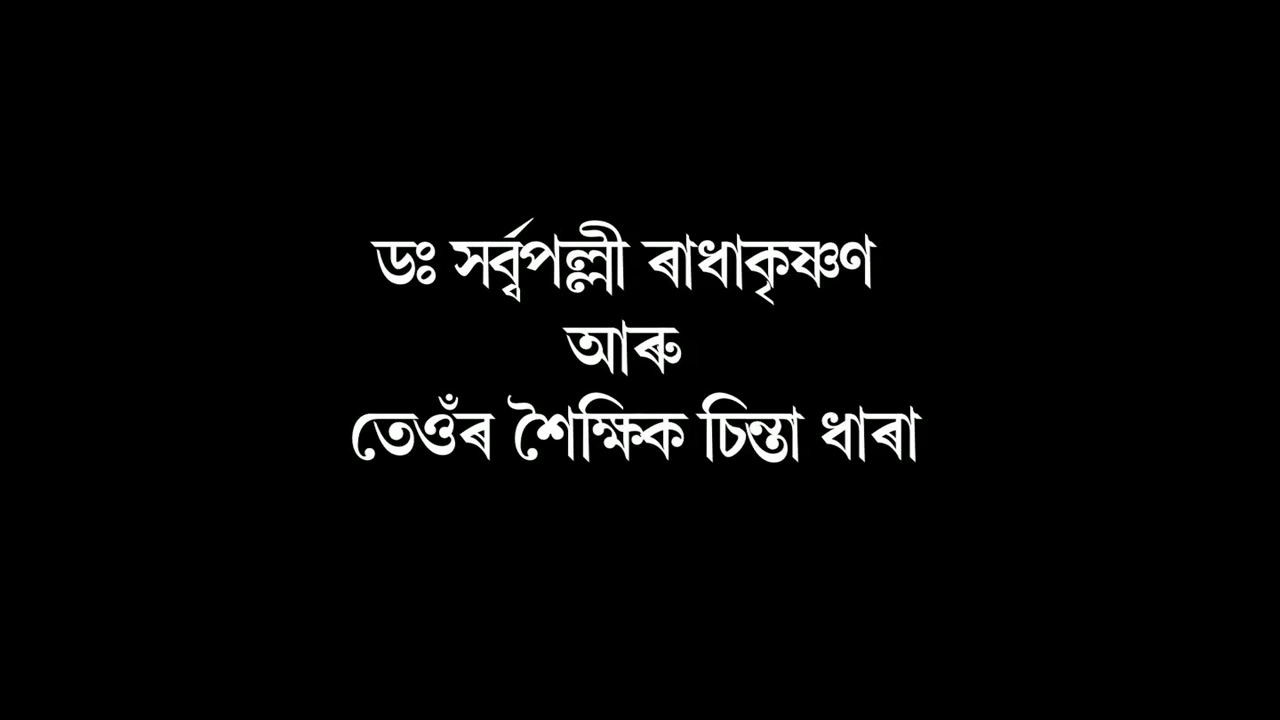 ডঃ সৰ্ব্বপল্লী ৰাধাকৃষ্ণণ
আৰু
তেওঁৰ শৈক্ষিক চিন্তা ধাৰা